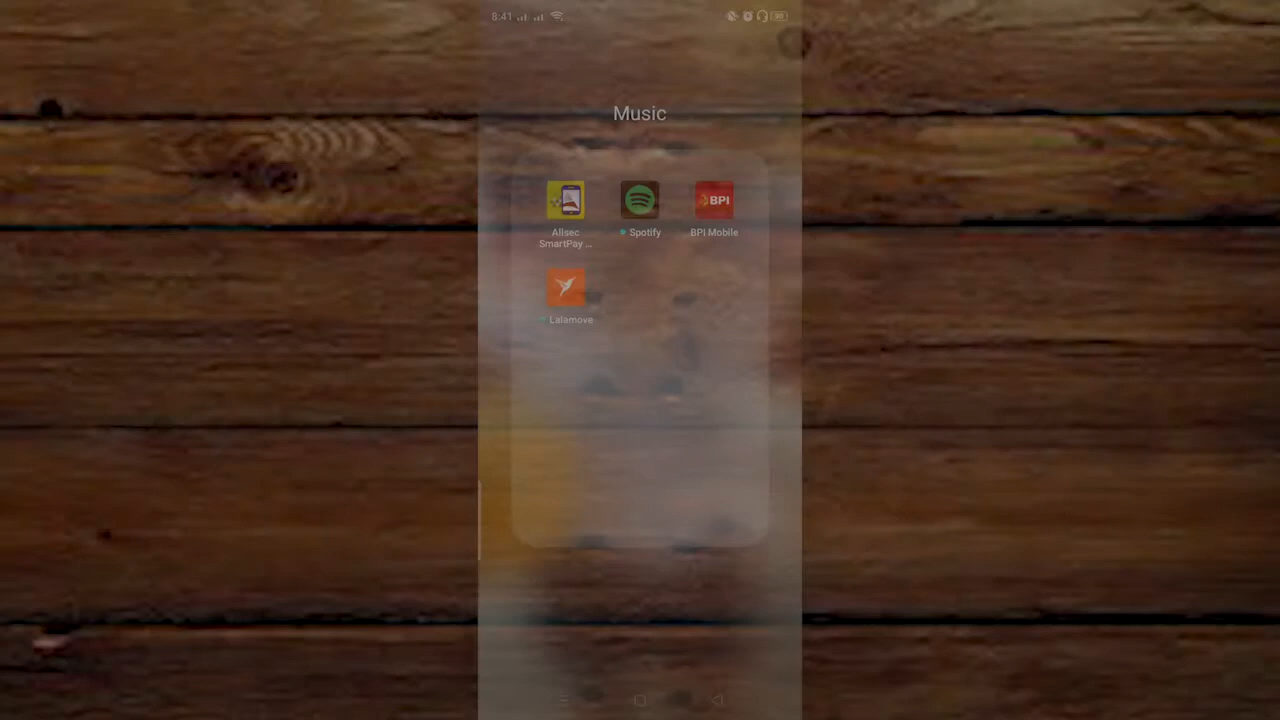 8:41
Music
BPI
Allsec
SmartPay ...
Spotify
BPI Mobile
Lalamove